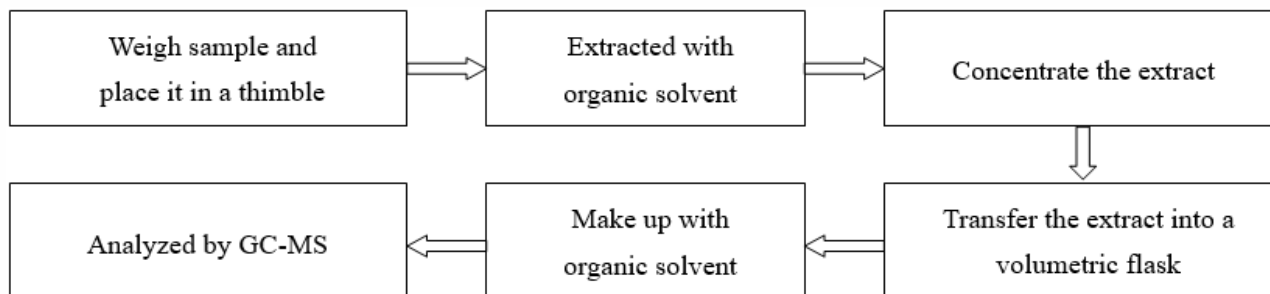 Weigh sample and
place it in a thimble
Extracted with
organic solvent
Concentrate the extract
Transfer the extract into a
volumetric flask
Make up with
organic solvent
Analyzed by GC-MS